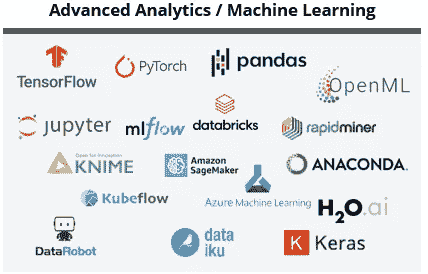 Advanced Analytics / Machine Learning
TensorFlow
PyTorch
pandas
OpenML
jupyter
mlflow
databricks
rapidminer
Open for Innovation
KNIME
Amazon
SageMaker
ANACONDA.
Kubeflow
Azure Machine Learning
H2O.ai
DataRobot
data
iku
Keras